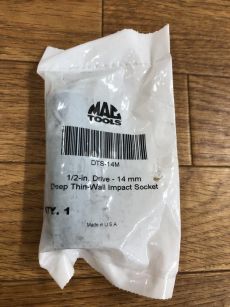 MAC
TOOLS
DTS-14M
1/2-in. Drive - 14 mm
Deep Thin-Wall Impact Socket
QTY. 1
Made in U.S.A.